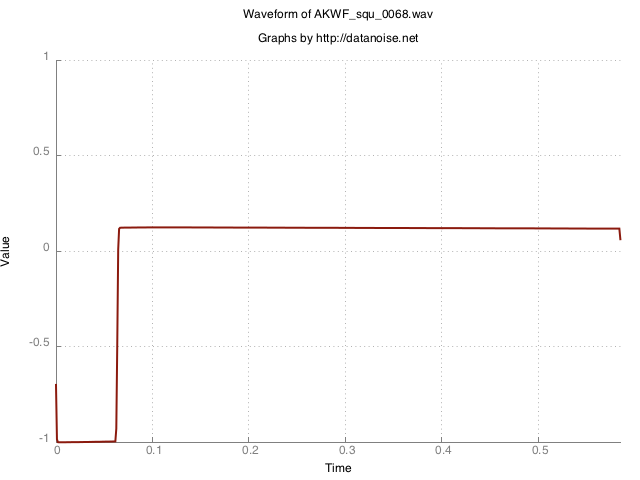 Waveform of AKWF_squ_0068.wav
Graphs by http://datanoise.net
1
0.5
0
-0.5
-1
Value
0 0.1 0.2 0.3 0.4 0.5
Time